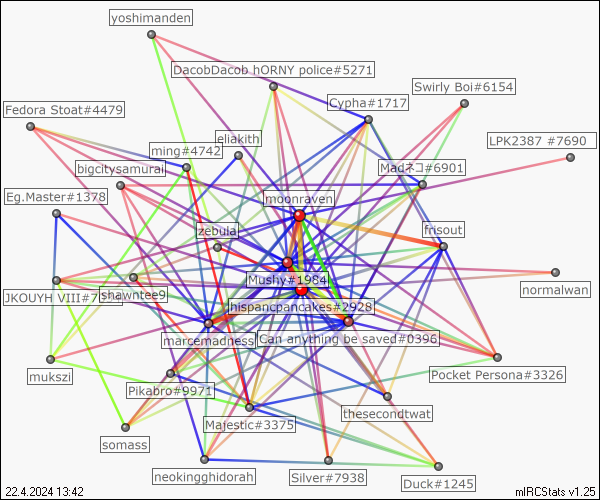 yoshimanden
DacobDacob hORNY police#5271
Swirly Boi#6154
Fedora Stoat#4479
Cypha#1717
eliakith
LPK2387 #7690
ming#4742
bigcitysamurai
Madネコ#6901
Eg.Master#1378
moonraven
zebula
frisout
Mushy#1984
normalwan
JKOUYH VIII#7
shawntee9
hispanicpancakes#2928
marcemadness
Can anything be saved#0396
mukszi
Pikabro#9971
Pocket Persona#3326
thesecondtwat
Majestic#3375
somass
neokingghidorah
Silver#7938
Duck#1245
22.4.2024 13:42
mIRCStats v1.25